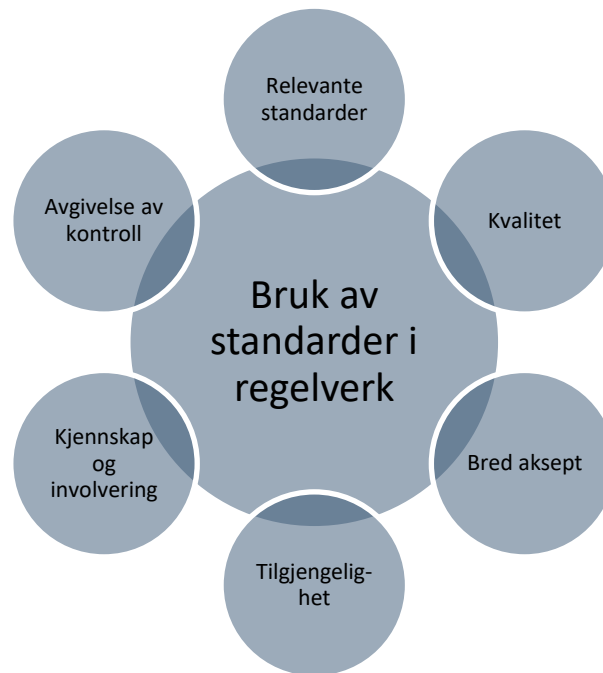 Relevante
standarder
Kvalitet
Bred aksept
Tilgjengelig-
het
Kjennskap
og
involvering
Avgivelse av
kontroll
Bruk av
standarder i
regelverk